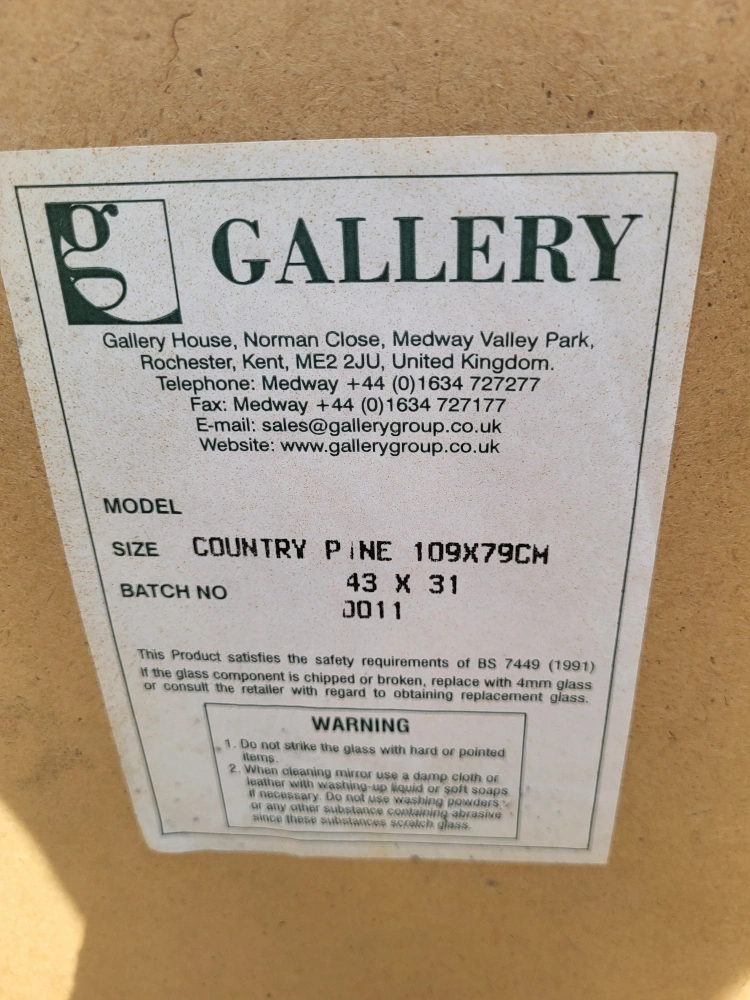 g GALLERY
Gallery House, Norman Close, Medway Valley Park,
Rochester, Kent, ME2 2JU, United Kingdom.
Telephone: Medway +44 (0)1634 727277
Fax: Medway +44 (0)1634 727177
E-mail: sales@gallerygroup.co.uk
Website: www.gallerygroup.co.uk
MODEL
SIZE COUNTRY PINE 109X79CM
43 X 31
BATCH NO
0011
This Product satisfies the safety requirements of BS 7449 (1991)
If the glass component is chipped or broken, replace with 4mm glass
or consult the retailer with regard to obtaining replacement glass.
WARNING
1. Do not strike the glass with hard or pointed
items.
2. When cleaning mirror use a damp cloth or
leather with washing-up liquid or soft soaps
if necessary. Do not use washing powders
or any other substance containing abrasive
since these substances scratch glass.